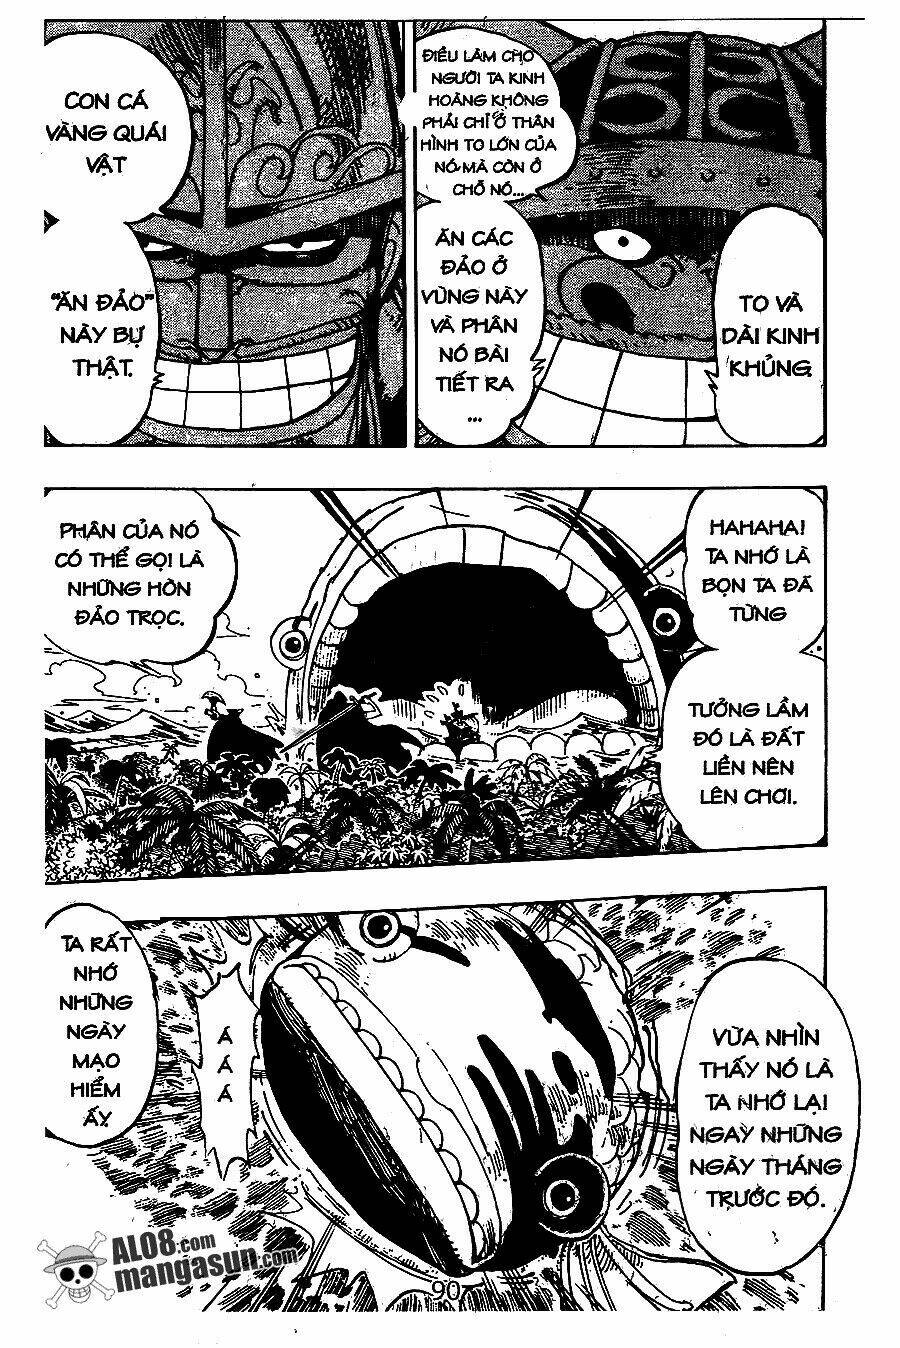 CON CÁ
VÀNG QUÁI
VẬT
"ĂN ĐẢO"
NÀY BỰ
THẬT.
ĐIỀU LÀM CHO
NGƯỜI TA KINH
HOÀNG KHÔNG
PHẢI CHỈ Ở THÂN
HÌNH TO LỚN CỦA
NÓ MÀ CÒN Ở
CHỖ NÓ...
ĂN CÁC
ĐẢO Ở
VÙNG NÀY
VÀ PHÂN
NÓ BÀI
TIẾT RA
...
TO VÀ
DÀI KINH
KHỦNG.
PHÂN CỦA NÓ
CÓ THỂ GỌI LÀ
NHỮNG HÒN
ĐẢO TRỌC.
HAHAHA!
TA NHỚ LÀ
BỌN TA ĐÃ
TỪNG
TƯỞNG LẦM
ĐÓ LÀ ĐẤT
LIỀN NÊN
LÊN CHƠI.
TA RẤT
NHỚ
NHỮNG
NGÀY
MẠO
HIỂM
ẤY.
Á
Á
Á
VỪA NHÌN
THẤY NÓ LÀ
TA NHỚ LẠI
NGAY NHỮNG
NGÀY THÁNG
TRƯỚC ĐÓ.
AL08.com
mangasun.com
90